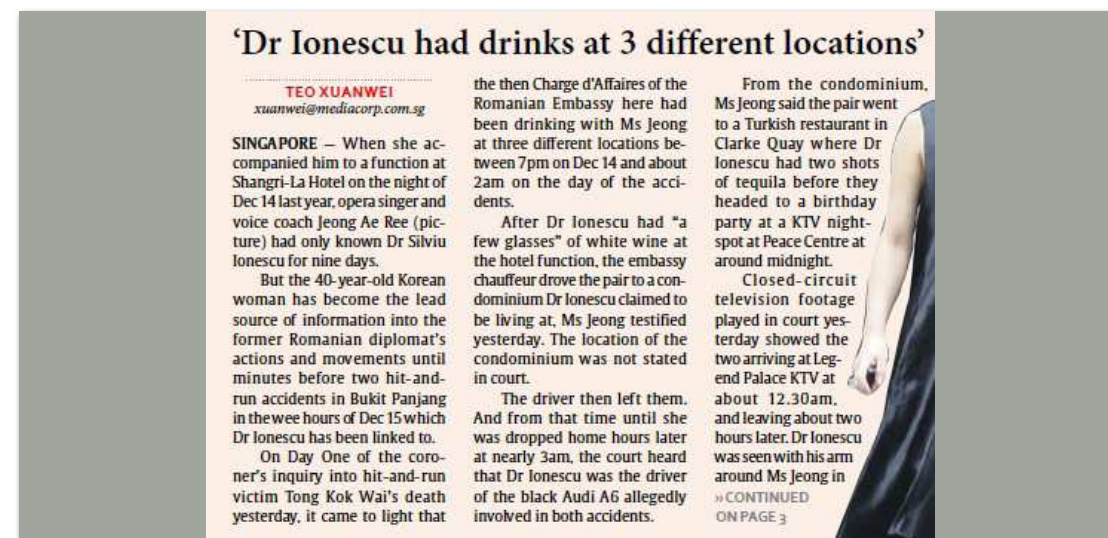 ‘Dr Ionescu had drinks at 3 different locations’
TEO XUANWEI
xuanwei@mediacorp.com.sg
SINGAPORE — When she ac-
companied him to a function at
Shangri-La Hotel on the night of
Dec 14 last year, opera singer and
voice coach Jeong Ae Ree (pic-
ture) had only known Dr Silviu
Ionescu for nine days.
But the 40-year-old Korean
woman has become the lead
source of information into the
former Romanian diplomat's
actions and movements until
minutes before two hit-and-
run accidents in Bukit Panjang
in the wee hours of Dec 15 which
Dr Ionescu has been linked to.
On Day One of the coro-
ner's inquiry into hit-and-run
victim Tong Kok Wai's death
yesterday, it came to light that
the then Charge d'Affaires of the
Romanian Embassy here had
been drinking with Ms Jeong
at three different locations be-
tween 7pm on Dec 14 and about
2am on the day of the acci-
dents.
After Dr Ionescu had “a
few glasses” of white wine at
the hotel function, the embassy
chauffeur drove the pair to a con-
dominium Dr Ionescu claimed to
be living at, Ms Jeong testified
yesterday. The location of the
condominium was not stated
in court.
The driver then left them.
And from that time until she
was dropped home hours later
at nearly 3am, the court heard
that Dr Ionescu was the driver
of the black Audi A6 allegedly
involved in both accidents.
From the condominium,
Ms Jeong said the pair went
to a Turkish restaurant in
Clarke Quay where Dr
Ionescu had two shots
of tequila before they
headed to a birthday
party at a KTV night-
spot at Peace Centre at
around midnight.
Closed-circuit
television footage
played in court yes-
terday showed the
two arriving at Leg-
end Palace KTV at
about 12.30am,
and leaving about two
hours later. Dr Ionescu
was seen with his arm
around Ms Jeong in
» CONTINUED
ON PAGE 3